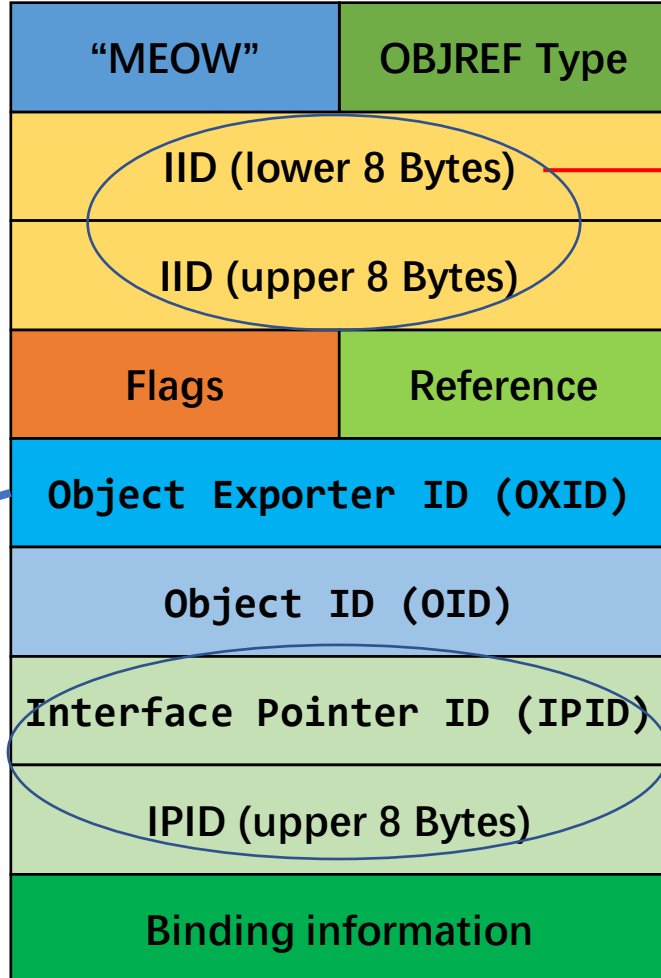 “MEOW” OBJREF Type
IID (lower 8 Bytes)
IID (upper 8 Bytes)
Flags Reference
Object Exporter ID (OXID)
Object ID (OID)
Interface Pointer ID (IPID)
IPID (upper 8 Bytes)
Binding information